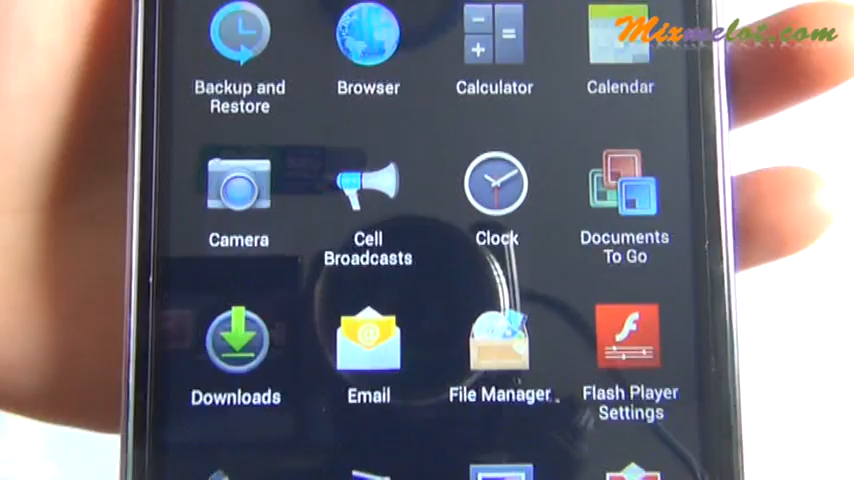 Mixmelot.com
Backup and
Restore
Browser
Calculator
Calendar
Camera
Cell
Broadcasts
Clock
Documents
To Go
Downloads
Email
File Manager
Flash Player
Settings